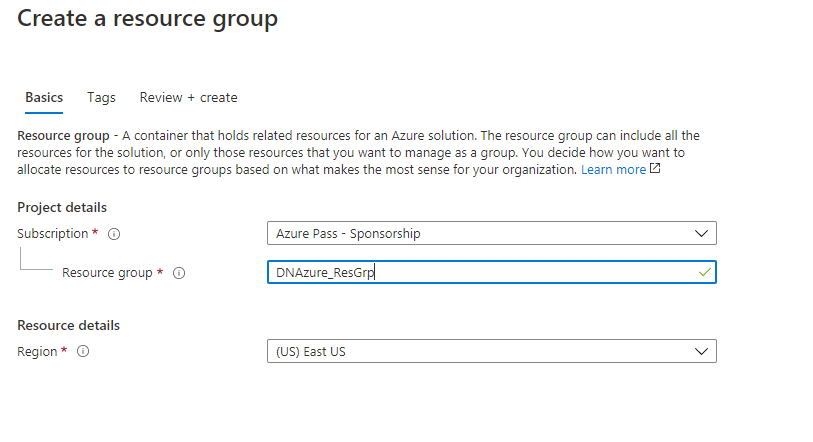 Create a resource group
Basics Tags Review + create
Resource group - A container that holds related resources for an Azure solution. The resource group can include all the
resources for the solution, or only those resources that you want to manage as a group. You decide how you want to
allocate resources to resource groups based on what makes the most sense for your organization. Learn more
Project details
Subscription * Azure Pass - Sponsorship
Resource group * DNAzure_ResGrp
Resource details
Region * (US) East US